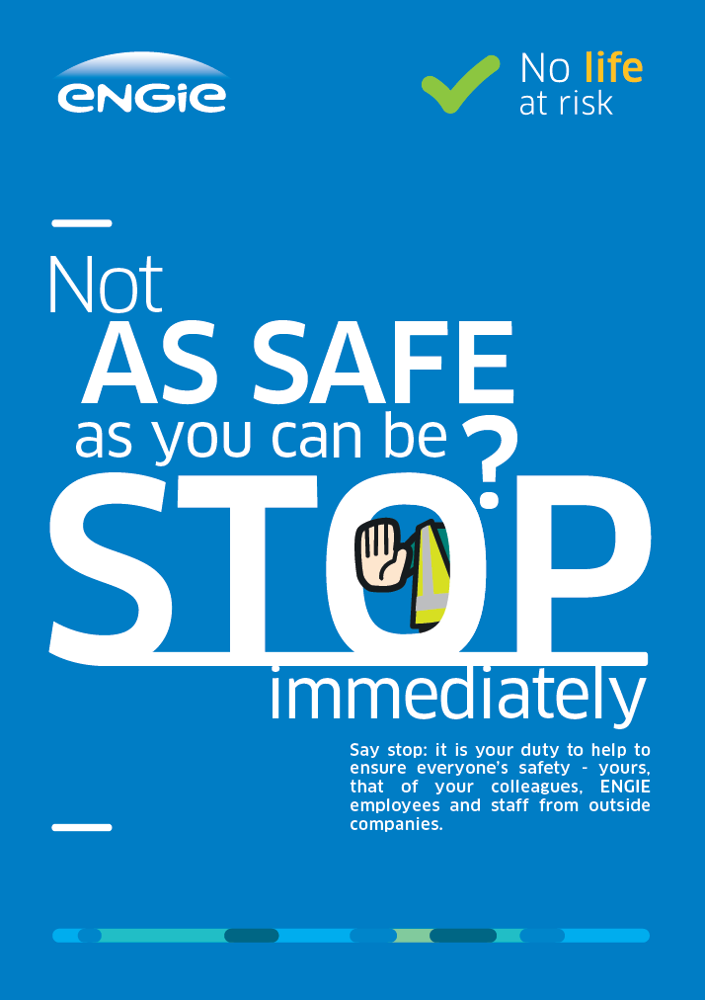 ENGIE
No life
at risk
Not
AS SAFE
as you can be ?
STOP
immediately
Say stop: it is your duty to help to
ensure everyone's safety - yours,
that of your colleagues, ENGIE
employees and staff from outside
companies.